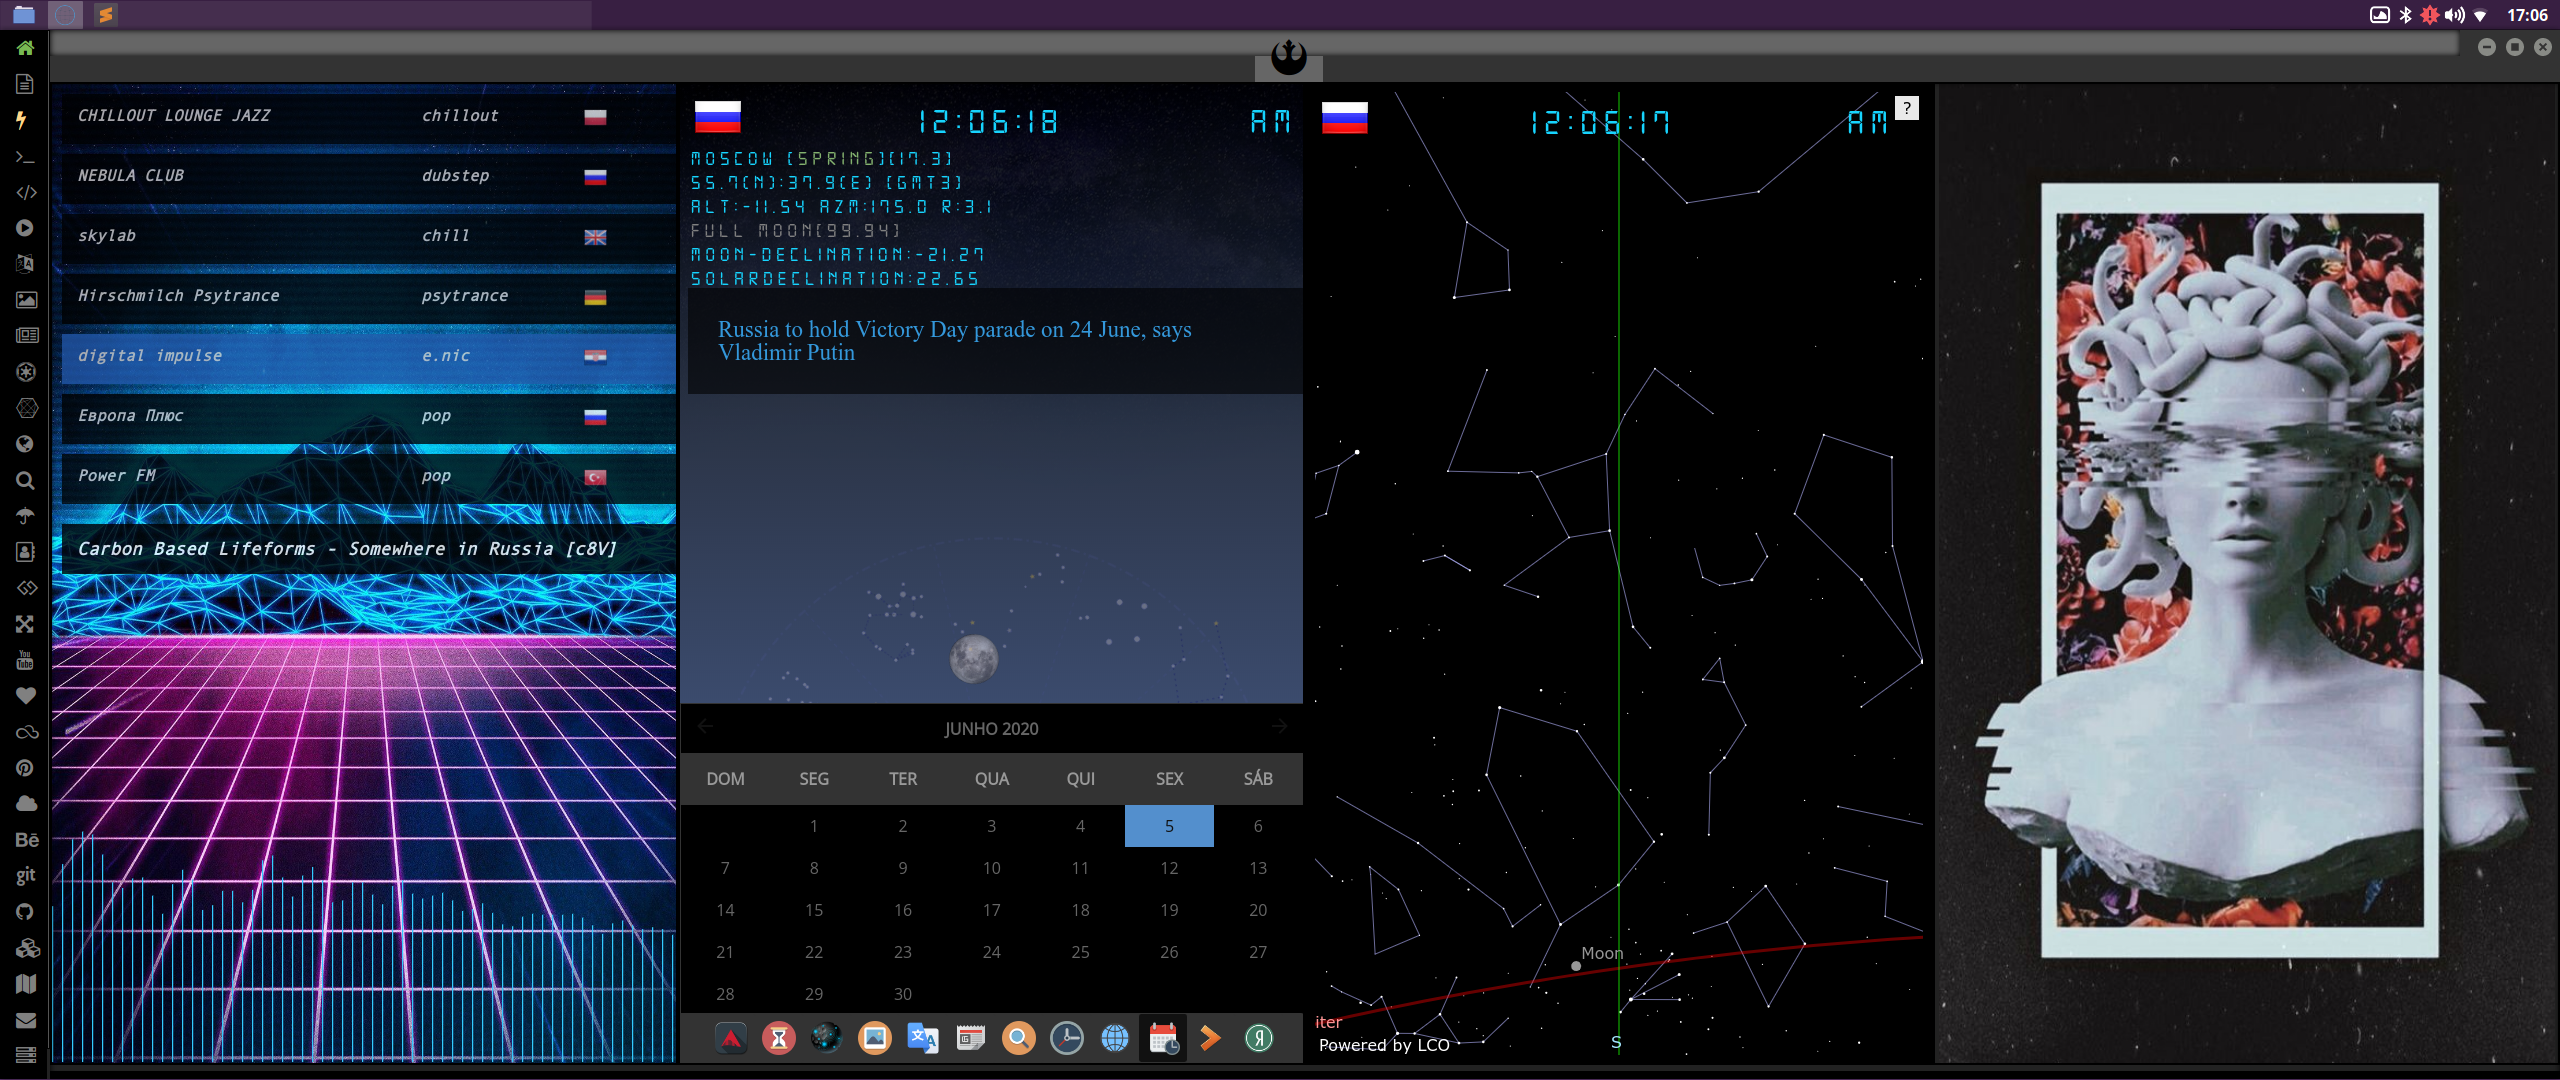 17:06
CHILLOUT LOUNGE JAZZ chillout
NEBULA CLUB dubstep
skylab chill
Hirschmilch Psytrance psytrance
digital impulse e.nic
Европа Плюс pop
Power FM pop
Carbon Based Lifeforms - Somewhere in Russia [c8V]
You
Tube
Bē
git
12:06:18 AM
MOSCOW [SPRING][17.3]
55.7(N):37.9(E) [GMT3]
ALT:-11.54 AZM:175.0 R:3.1
FULL MOON[99.94]
MOON-DECLINATION:-21.27
SOLARDECLINATION:22.65
Russia to hold Victory Day parade on 24 June, says
Vladimir Putin
JUNHO 2020
DOM SEG TER QUA QUI SEX SÁB
1 2 3 4 5 6
7 8 9 10 11 12 13
14 15 16 17 18 19 20
21 22 23 24 25 26 27
28 29 30
12:06:17 AM
?
Moon
iter
Powered by LCO
S